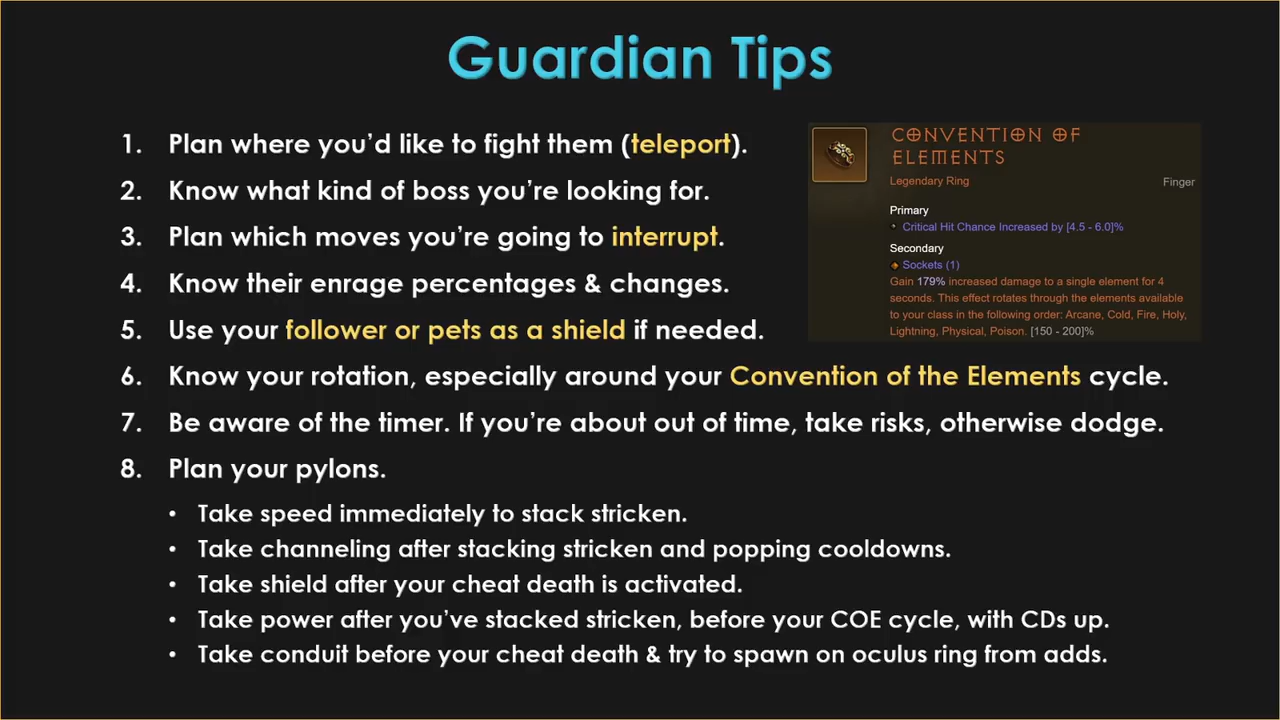 Guardian Tips
1. Plan where you'd like to fight them (teleport).
2. Know what kind of boss you're looking for.
3. Plan which moves you're going to interrupt.
4. Know their enrage percentages & changes.
5. Use your follower or pets as a shield if needed.
6. Know your rotation, especially around your Convention of the Elements cycle.
7. Be aware of the timer. If you're about out of time, take risks, otherwise dodge.
8. Plan your pylons.
• Take speed immediately to stack stricken.
• Take channeling after stacking stricken and popping cooldowns.
• Take shield after your cheat death is activated.
• Take power after you've stacked stricken, before your COE cycle, with CDs up.
• Take conduit before your cheat death & try to spawn on oculus ring from adds.
CONVENTION OF
ELEMENTS
Legendary Ring Finger
Primary
Critical Hit Chance Increased by [4.5 - 6.0]%
Secondary
Sockets (1)
Gain 179% increased damage to a single element for 4
seconds. This effect rotates through the elements available
to your class in the following order: Arcane, Cold, Fire, Holy,
Lightning, Physical, Poison. [150 - 200]%